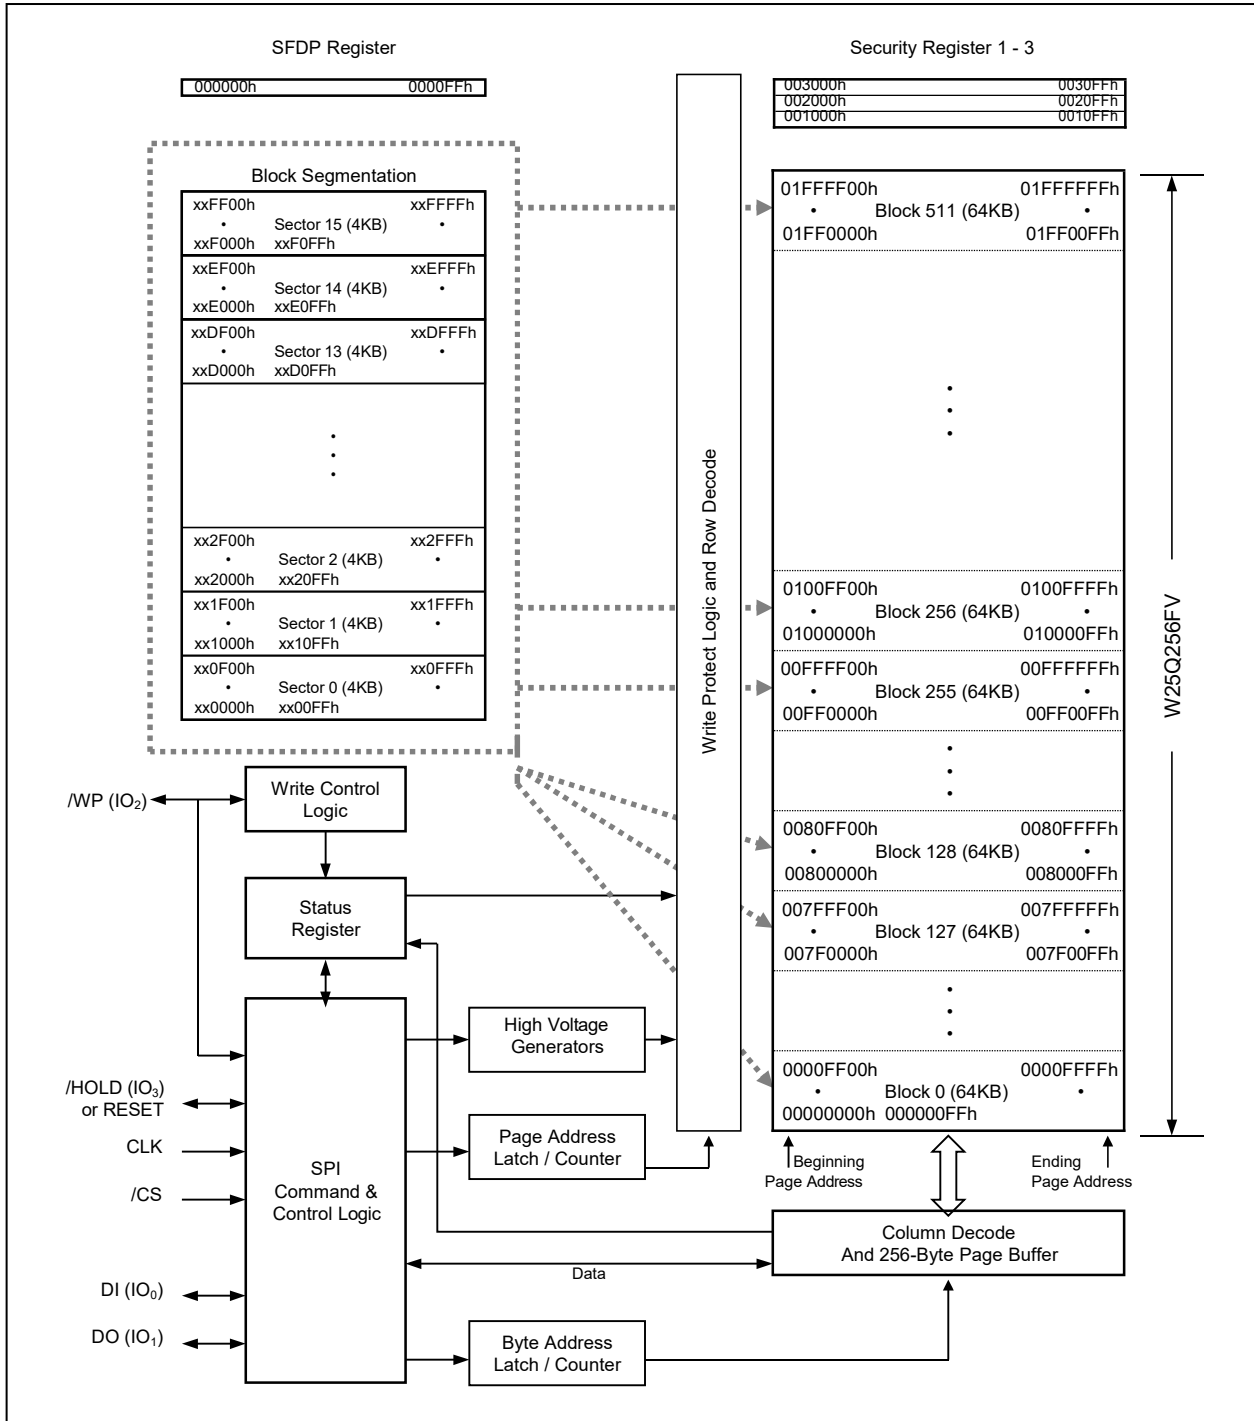 SFDP Register
000000h 0000FFh
Security Register 1 - 3
003000h 0030FFh
002000h 0020FFh
001000h 0010FFh
Block Segmentation
xxFF00h xxFFFFh
• Sector 15 (4KB) •
xxF000h xxF0FFh
xxEF00h xxEFFFh
• Sector 14 (4KB) •
xxE000h xxE0FFh
xxDF00h xxDFFFh
• Sector 13 (4KB) •
xxD000h xxD0FFh
xx2F00h xx2FFFh
• Sector 2 (4KB) •
xx2000h xx20FFh
xx1F00h xx1FFFh
• Sector 1 (4KB) •
xx1000h xx10FFh
xx0F00h xx0FFFh
• Sector 0 (4KB) •
xx0000h xx00FFh
Write Protect Logic and Row Decode
01FFFF00h 01FFFFFFh
• Block 511 (64KB) •
01FF0000h 01FF00FFh
0100FF00h 0100FFFFh
• Block 256 (64KB) •
01000000h 010000FFh
00FFFF00h 00FFFFFFh
• Block 255 (64KB) •
00FF0000h 00FF00FFh
0080FF00h 0080FFFFh
• Block 128 (64KB) •
00800000h 008000FFh
007FFF00h 007FFFFFh
• Block 127 (64KB) •
007F0000h 007F00FFh
0000FF00h 0000FFFFh
• Block 0 (64KB) •
00000000h 000000FFh
W25Q256FV
Beginning
Page Address
Ending
Page Address
/WP (IO₂)
Write Control
Logic
Status
Register
High Voltage
Generators
/HOLD (IO₃)
or RESET
CLK
/CS
SPI
Command &
Control Logic
Page Address
Latch / Counter
Column Decode
And 256-Byte Page Buffer
Data
DI (IO₀)
DO (IO₁)
Byte Address
Latch / Counter